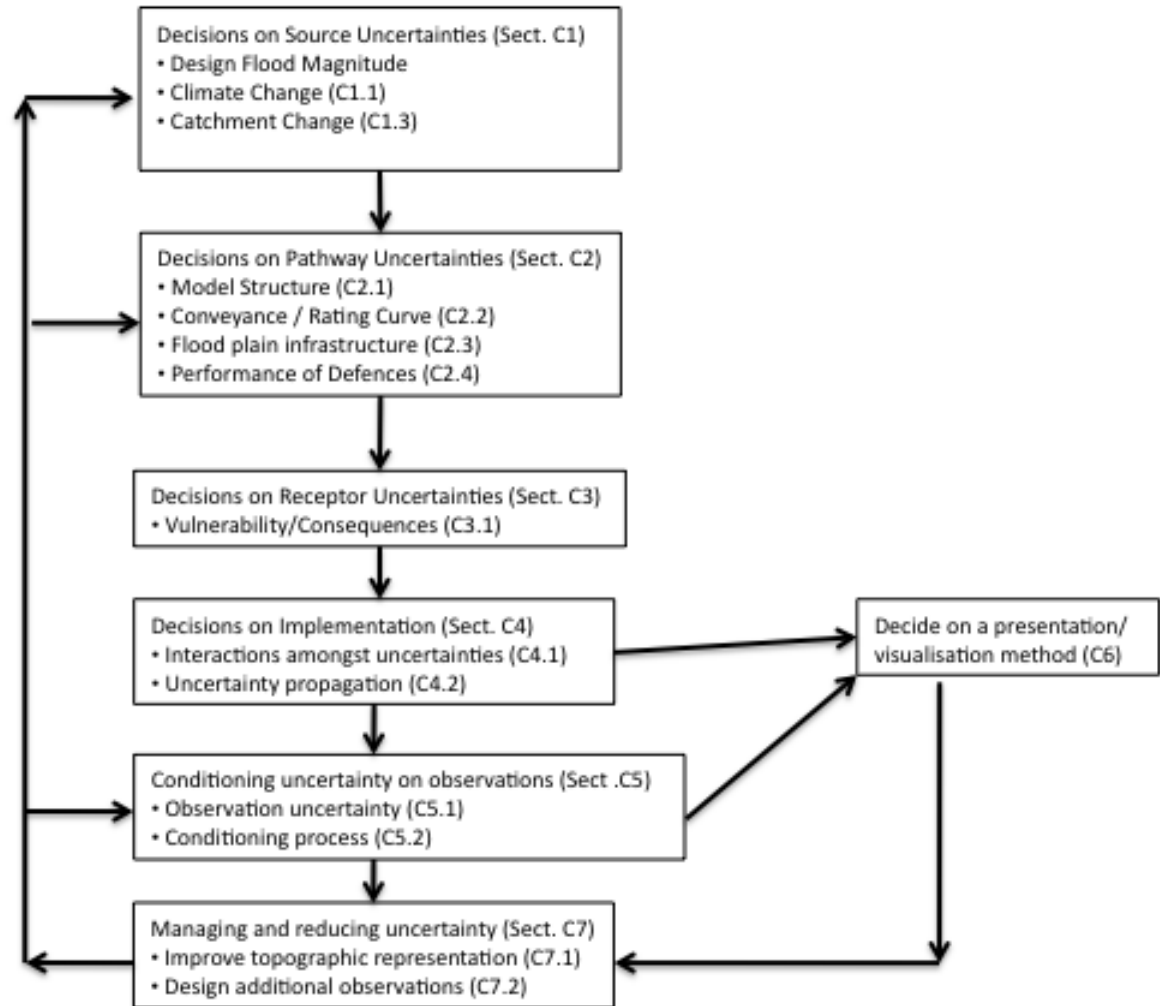 Decisions on Source Uncertainties (Sect. C1)
• Design Flood Magnitude
• Climate Change (C1.1)
• Catchment Change (C1.3)
Decisions on Pathway Uncertainties (Sect. C2)
• Model Structure (C2.1)
• Conveyance / Rating Curve (C2.2)
• Flood plain infrastructure (C2.3)
• Performance of Defences (C2.4)
Decisions on Receptor Uncertainties (Sect. C3)
• Vulnerability/Consequences (C3.1)
Decisions on Implementation (Sect. C4)
• Interactions amongst uncertainties (C4.1)
• Uncertainty propagation (C4.2)
Decide on a presentation/
visualisation method (C6)
Conditioning uncertainty on observations (Sect .C5)
• Observation uncertainty (C5.1)
• Conditioning process (C5.2)
Managing and reducing uncertainty (Sect. C7)
• Improve topographic representation (C7.1)
• Design additional observations (C7.2)